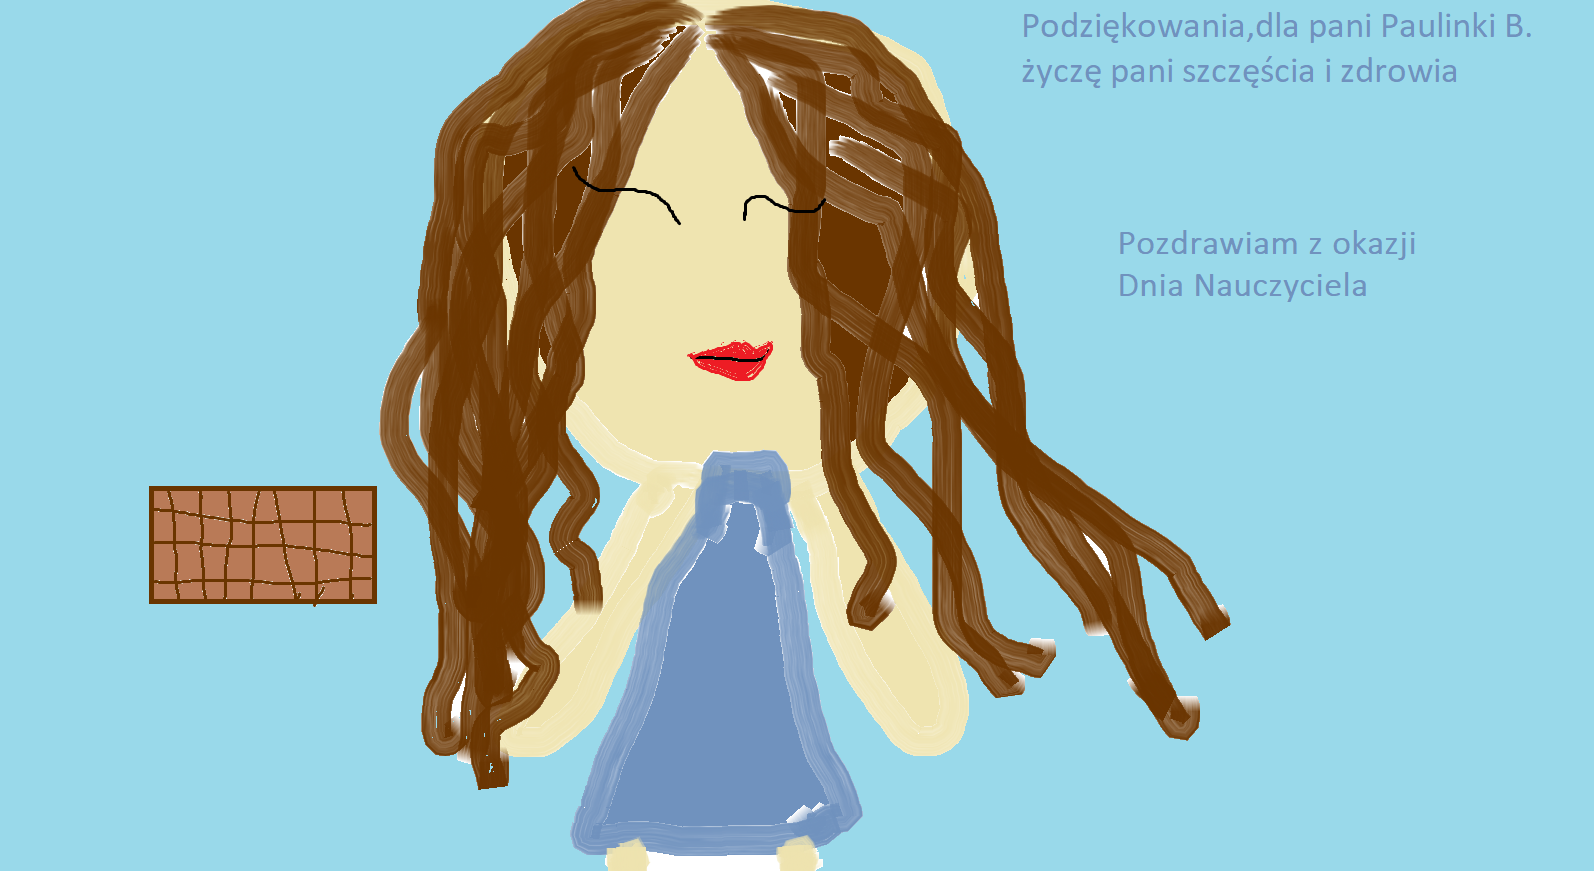 Podziękowania,dla pani Paulinki B.
życzę pani szczęścia i zdrowia
Pozdrawiam z okazji
Dnia Nauczyciela